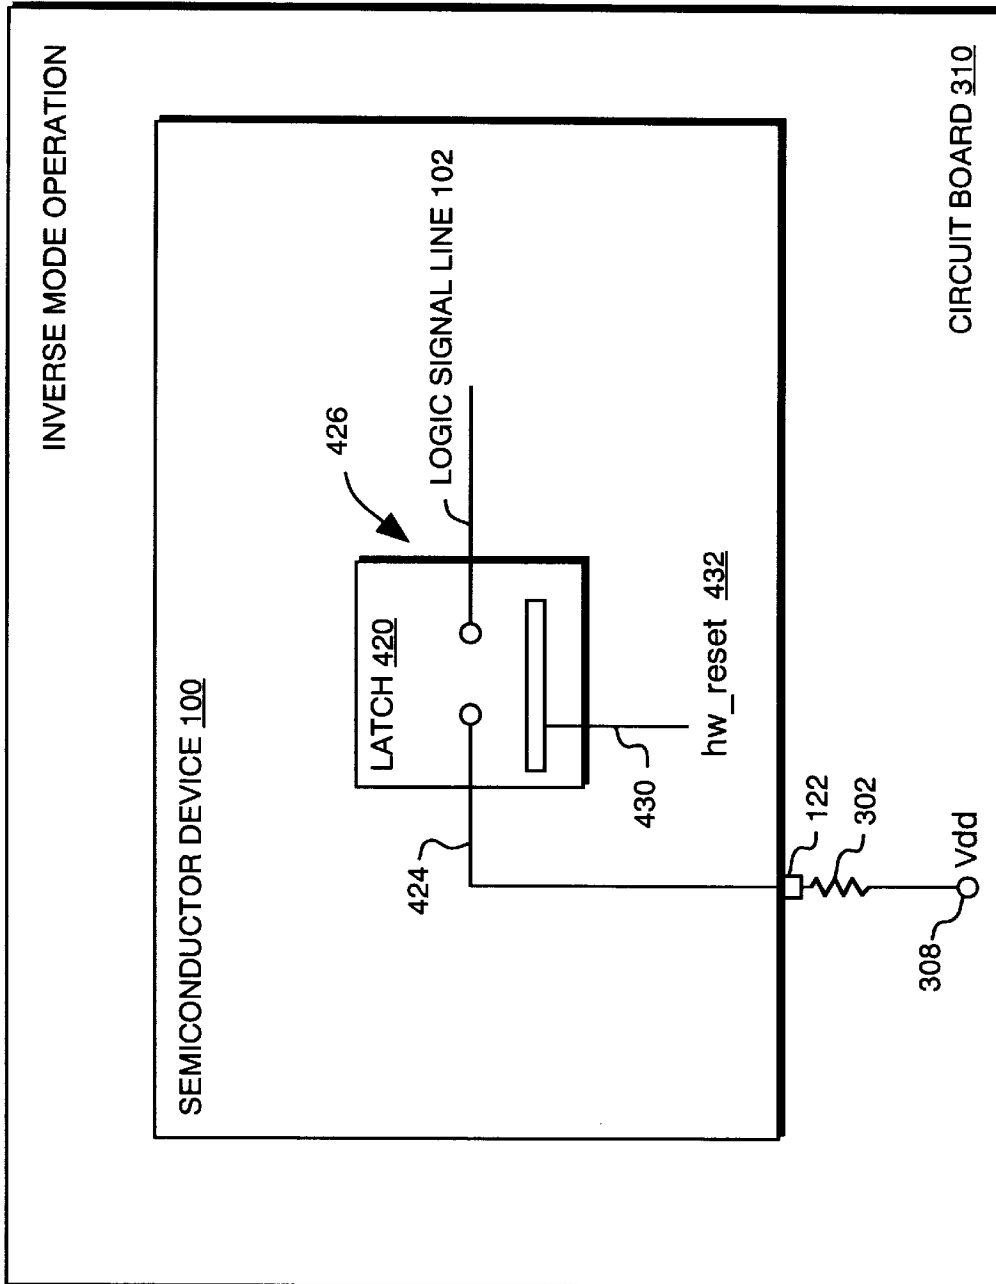 INVERSE MODE OPERATION
SEMICONDUCTOR DEVICE 100
LATCH 420
426
LOGIC SIGNAL LINE 102
424
430
hw_reset 432
122
302
308
Vdd
CIRCUIT BOARD 310